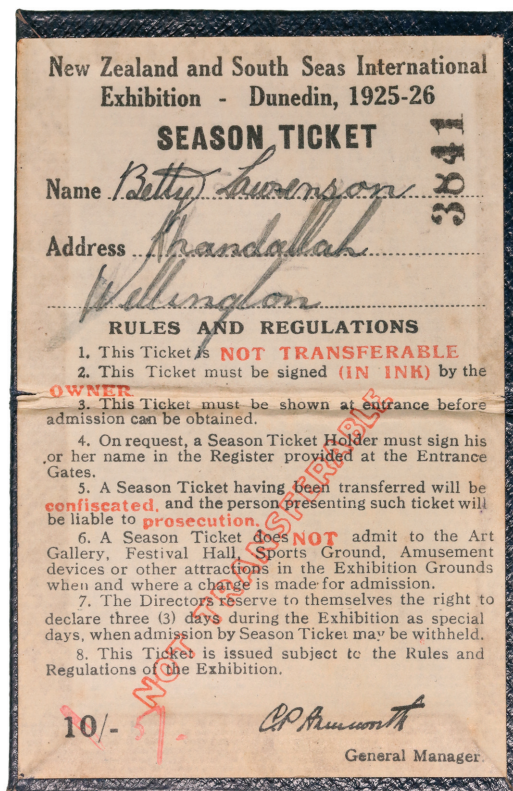 New Zealand and South Seas International
Exhibition - Dunedin, 1925-26
SEASON TICKET
3841
Name Betty Laurenson
Address Khandallah
Wellington
RULES AND REGULATIONS
1. This Ticket is NOT TRANSFERABLE
2. This Ticket must be signed (IN INK) by the
OWNER
3. This Ticket must be shown at entrance before
admission can be obtained.
4. On request, a Season Ticket Holder must sign his
or her name in the Register provided at the Entrance
Gates.
5. A Season Ticket having been transferred will be
confiscated, and the person presenting such ticket will
be liable to prosecution.
6. A Season Ticket does NOT admit to the Art
Gallery, Festival Hall, Sports Ground, Amusement
devices or other attractions in the Exhibition Grounds
when and where a charge is made for admission.
7. The Directors reserve to themselves the right to
declare three (3) days during the Exhibition as special
days, when admission by Season Ticket may be withheld.
8. This Ticket is issued subject to the Rules and
Regulations of the Exhibition.
NOT TRANSFERABLE
10/- 5/-
General Manager.